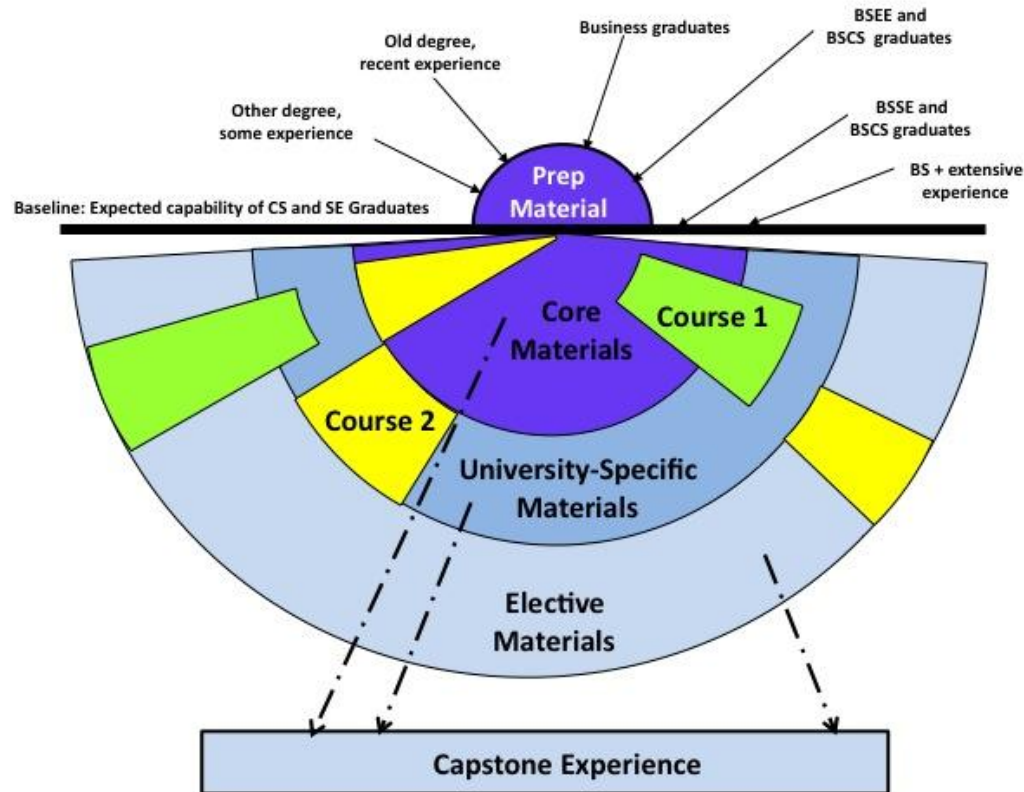 Business graduates
BSEE and
BSCS graduates
Old degree,
recent experience
Other degree,
some experience
BSSE and
BSCS graduates
BS + extensive
experience
Prep
Material
Baseline: Expected capability of CS and SE Graduates
Core
Materials
Course 1
Course 2
University-Specific
Materials
Elective
Materials
Capstone Experience